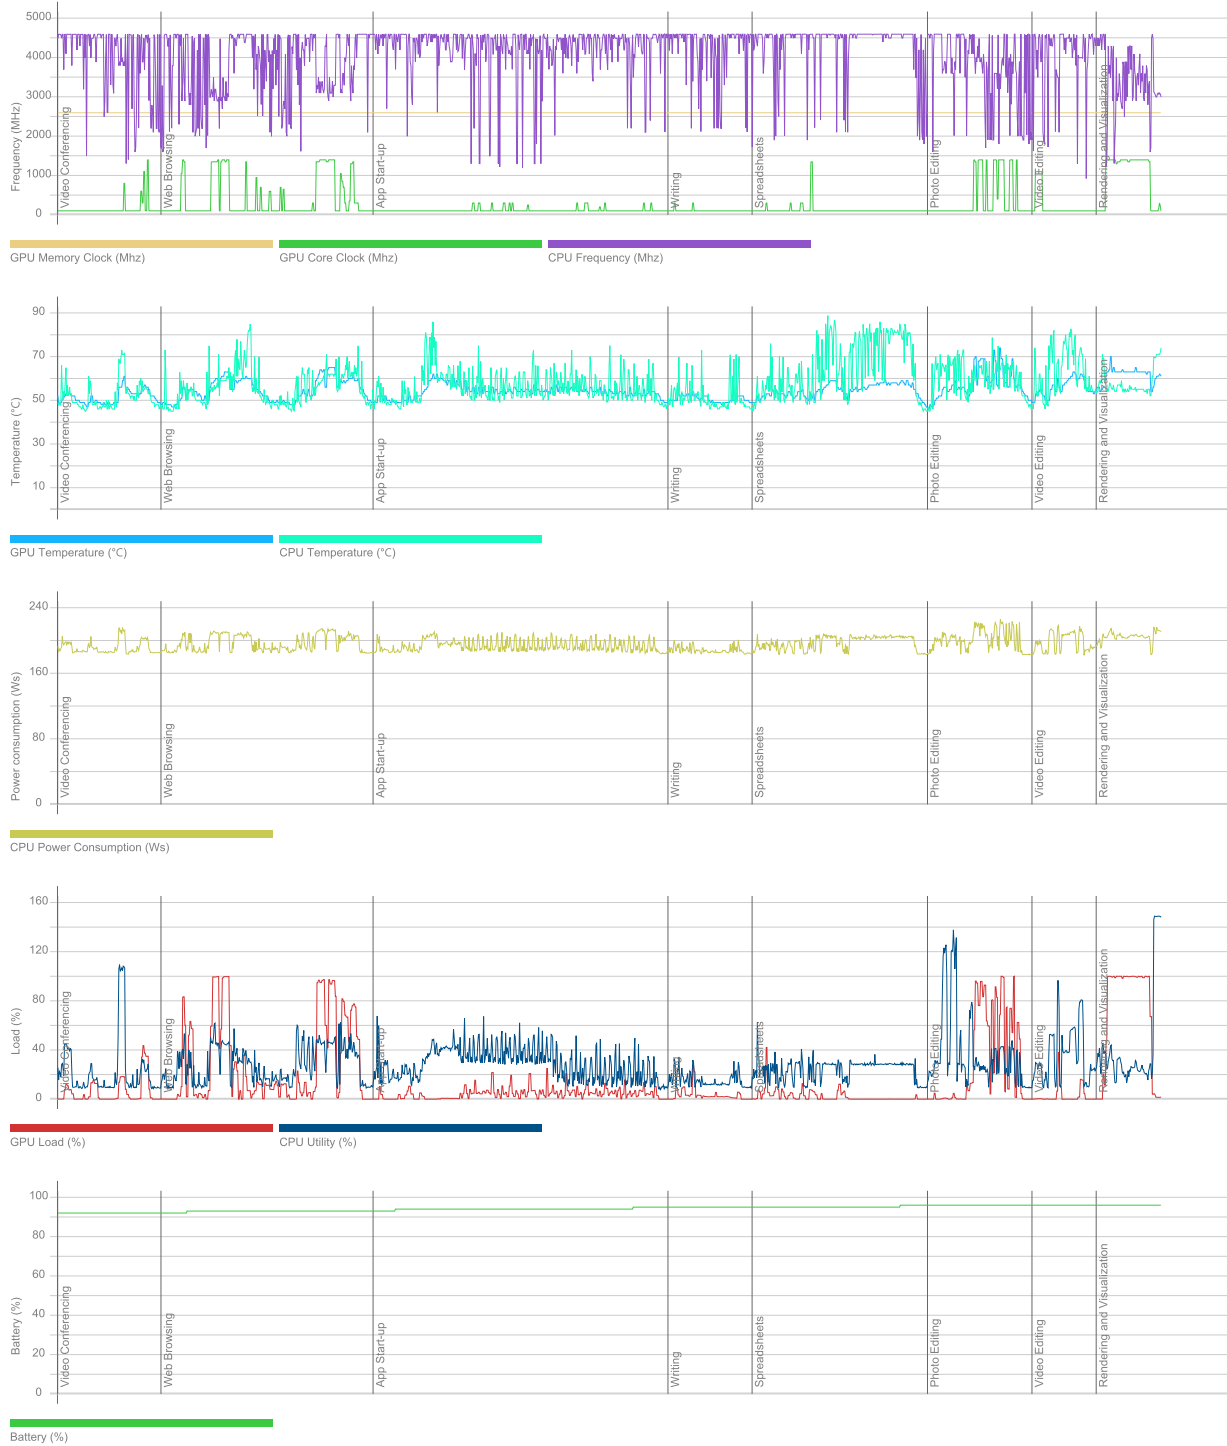 5000
4000
3000
2000
1000
0
Frequency (MHz)
Video Conferencing
Web Browsing
App Start-up
Writing
Spreadsheets
Photo Editing
Video Editing
Rendering and Visualization
GPU Memory Clock (Mhz)
GPU Core Clock (Mhz)
CPU Frequency (Mhz)
90
70
50
30
10
Temperature (°C)
Video Conferencing
Web Browsing
App Start-up
Writing
Spreadsheets
Photo Editing
Video Editing
Rendering and Visualization
GPU Temperature (°C)
CPU Temperature (°C)
240
160
80
0
Power consumption (Ws)
Video Conferencing
Web Browsing
App Start-up
Writing
Spreadsheets
Photo Editing
Video Editing
Rendering and Visualization
CPU Power Consumption (Ws)
160
120
80
40
0
Load (%)
Video Conferencing
Web Browsing
App Start-up
Writing
Spreadsheets
Photo Editing
Video Editing
Rendering and Visualization
GPU Load (%)
CPU Utility (%)
100
80
60
40
20
0
Battery (%)
Video Conferencing
Web Browsing
App Start-up
Writing
Spreadsheets
Photo Editing
Video Editing
Rendering and Visualization
Battery (%)